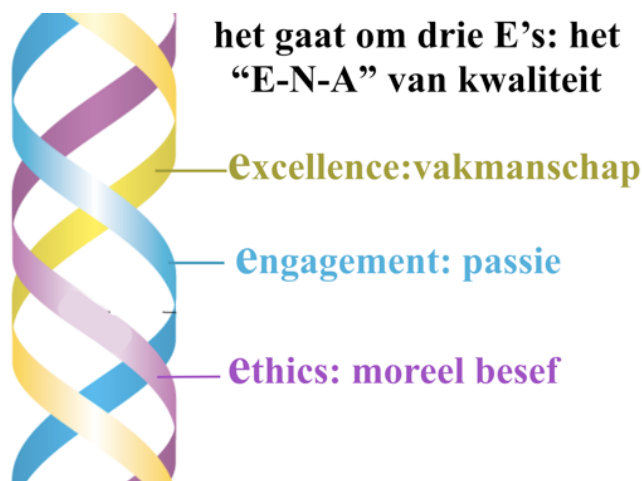 het gaat om drie E’s: het
“E-N-A” van kwaliteit
excellence:vakmanschap
engagement: passie
ethics: moreel besef